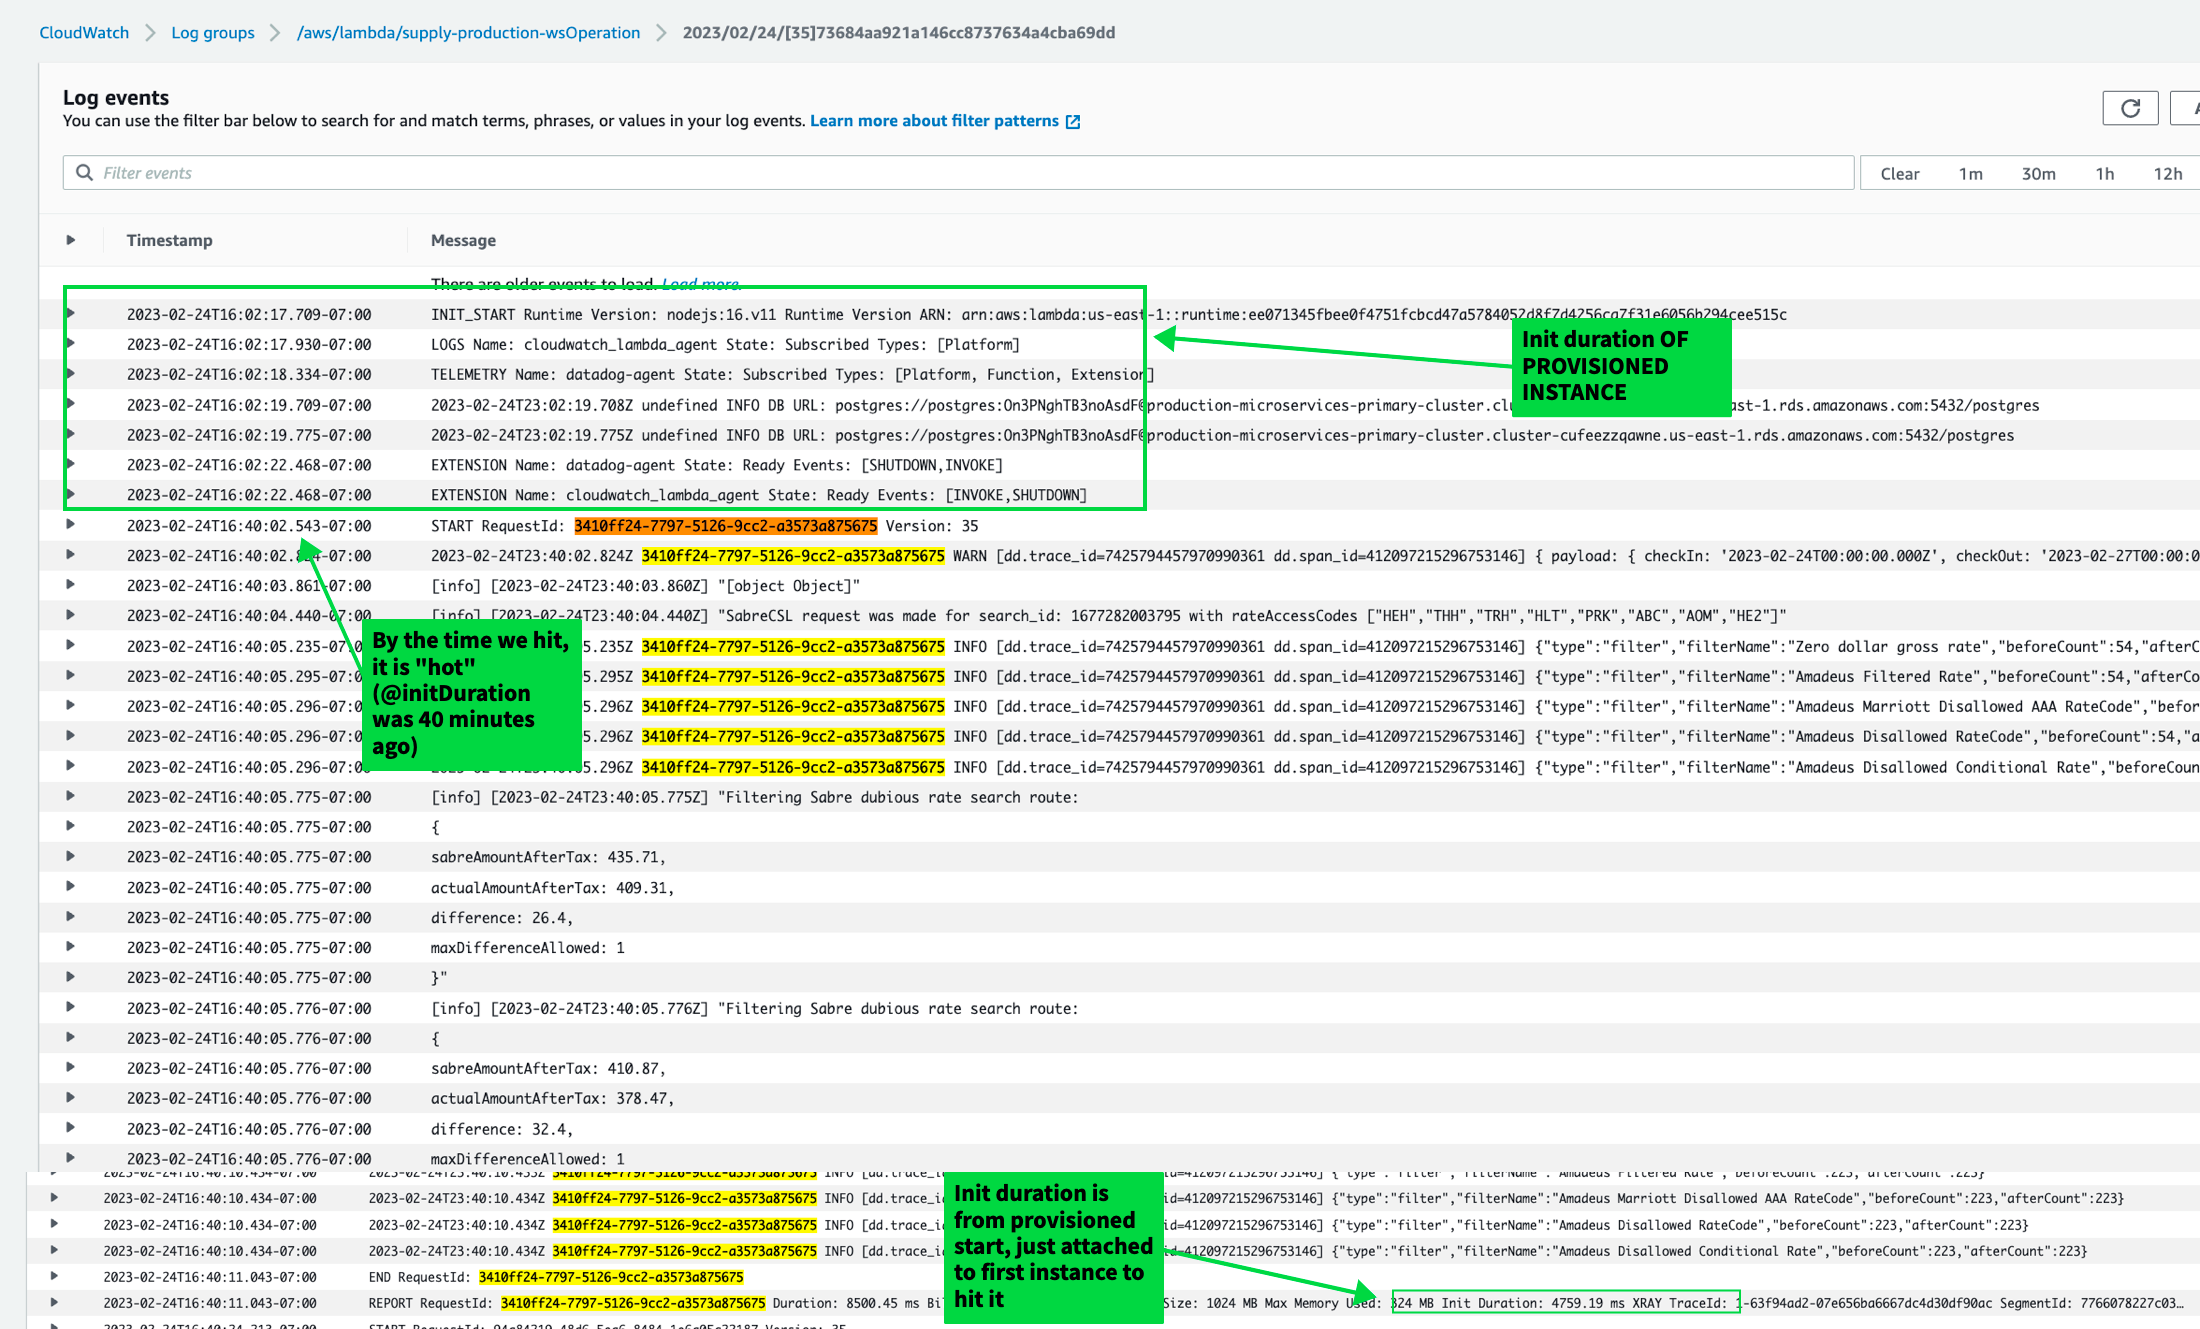 CloudWatch > Log groups > /aws/lambda/supply-production-wsOperation > 2023/02/24/[35]73684aa921a146cc8737634a4cba69dd
Log events
You can use the filter bar below to search for and match terms, phrases, or values in your log events. Learn more about filter patterns
Filter events
Clear 1m 30m 1h 12h
Timestamp Message
There are older events to load. Load more.
2023-02-24T16:02:17.709-07:00 INIT_START Runtime Version: nodejs:16.v11 Runtime Version ARN: arn:aws:lambda:us-east-1::runtime:ee071345fbee0f4751fcbcd47a5784052d8f7d4256ca7f31e6056b294cee515c
2023-02-24T16:02:17.930-07:00 LOGS Name: cloudwatch_lambda_agent State: Subscribed Types: [Platform]
2023-02-24T16:02:18.334-07:00 TELEMETRY Name: datadog-agent State: Subscribed Types: [Platform, Function, Extension]
Init duration OF
PROVISIONED
INSTANCE
2023-02-24T16:02:19.709-07:00 2023-02-24T23:02:19.708Z undefined INFO DB URL: postgres://postgres:On3PNghTB3noAsdF@production-microservices-primary-cluster.clu ast-1.rds.amazonaws.com:5432/postgres
2023-02-24T16:02:19.775-07:00 2023-02-24T23:02:19.775Z undefined INFO DB URL: postgres://postgres:On3PNghTB3noAsdF@production-microservices-primary-cluster.cluster-cufeezzqawne.us-east-1.rds.amazonaws.com:5432/postgres
2023-02-24T16:02:22.468-07:00 EXTENSION Name: datadog-agent State: Ready Events: [SHUTDOWN,INVOKE]
2023-02-24T16:02:22.468-07:00 EXTENSION Name: cloudwatch_lambda_agent State: Ready Events: [INVOKE,SHUTDOWN]
2023-02-24T16:40:02.543-07:00 START RequestId: 3410ff24-7797-5126-9cc2-a3573a875675 Version: 35
2023-02-24T16:40:02. -07:00 2023-02-24T23:40:02.824Z 3410ff24-7797-5126-9cc2-a3573a875675 WARN [dd.trace_id=7425794457970990361 dd.span_id=412097215296753146] { payload: { checkIn: '2023-02-24T00:00:00.000Z', checkOut: '2023-02-27T00:00:0
2023-02-24T16:40:03.861-07:00 [info] [2023-02-24T23:40:03.860Z] "[object Object]"
2023-02-24T16:40:04.440-07:00 [info] [2023-02-24T23:40:04.440Z] "SabreCSL request was made for search_id: 1677282003795 with rateAccessCodes ["HEH","THH","TRH","HLT","PRK","ABC","AOM","HE2"]"
By the time we hit,
it is "hot"
(@initDuration
was 40 minutes
ago)
2023-02-24T16:40:05.235-07:0 5.235Z 3410ff24-7797-5126-9cc2-a3573a875675 INFO [dd.trace_id=7425794457970990361 dd.span_id=412097215296753146] {"type":"filter","filterName":"Zero dollar gross rate","beforeCount":54,"afterC
2023-02-24T16:40:05.295-07:0 5.295Z 3410ff24-7797-5126-9cc2-a3573a875675 INFO [dd.trace_id=7425794457970990361 dd.span_id=412097215296753146] {"type":"filter","filterName":"Amadeus Filtered Rate","beforeCount":54,"afterCo
2023-02-24T16:40:05.296-07:0 5.296Z 3410ff24-7797-5126-9cc2-a3573a875675 INFO [dd.trace_id=7425794457970990361 dd.span_id=412097215296753146] {"type":"filter","filterName":"Amadeus Marriott Disallowed AAA RateCode","befor
2023-02-24T16:40:05.296-07:0 5.296Z 3410ff24-7797-5126-9cc2-a3573a875675 INFO [dd.trace_id=7425794457970990361 dd.span_id=412097215296753146] {"type":"filter","filterName":"Amadeus Disallowed RateCode","beforeCount":54,"a
2023-02-24T16:40:05.296-07:0 5.296Z 3410ff24-7797-5126-9cc2-a3573a875675 INFO [dd.trace_id=7425794457970990361 dd.span_id=412097215296753146] {"type":"filter","filterName":"Amadeus Disallowed Conditional Rate","beforeCoun
2023-02-24T16:40:05.775-07:00 [info] [2023-02-24T23:40:05.775Z] "Filtering Sabre dubious rate search route:
2023-02-24T16:40:05.775-07:00 {
2023-02-24T16:40:05.775-07:00 sabreAmountAfterTax: 435.71,
2023-02-24T16:40:05.775-07:00 actualAmountAfterTax: 409.31,
2023-02-24T16:40:05.775-07:00 difference: 26.4,
2023-02-24T16:40:05.775-07:00 maxDifferenceAllowed: 1
2023-02-24T16:40:05.775-07:00 }"
2023-02-24T16:40:05.776-07:00 [info] [2023-02-24T23:40:05.776Z] "Filtering Sabre dubious rate search route:
2023-02-24T16:40:05.776-07:00 {
2023-02-24T16:40:05.776-07:00 sabreAmountAfterTax: 410.87,
2023-02-24T16:40:05.776-07:00 actualAmountAfterTax: 378.47,
2023-02-24T16:40:05.776-07:00 difference: 32.4,
2023-02-24T16:40:05.776-07:00 maxDifferenceAllowed: 1
2023-02-24T16:40:10.434-07:00 2023-02-24T23:40:10.433Z 3410ff24-7797-5126-9cc2-a3573a875675 INFO [dd.trace_i id=412097215296753146] {"type":"filter","filterName":"Amadeus Filtered Rate","beforeCount":223,"afterCount":223}
2023-02-24T16:40:10.434-07:00 2023-02-24T23:40:10.434Z 3410ff24-7797-5126-9cc2-a3573a875675 INFO [dd.trace_i id=412097215296753146] {"type":"filter","filterName":"Amadeus Marriott Disallowed AAA RateCode","beforeCount":223,"afterCount":223}
2023-02-24T16:40:10.434-07:00 2023-02-24T23:40:10.434Z 3410ff24-7797-5126-9cc2-a3573a875675 INFO [dd.trace_i id=412097215296753146] {"type":"filter","filterName":"Amadeus Disallowed RateCode","beforeCount":223,"afterCount":223}
2023-02-24T16:40:10.434-07:00 2023-02-24T23:40:10.434Z 3410ff24-7797-5126-9cc2-a3573a875675 INFO [dd.trace_i id=412097215296753146] {"type":"filter","filterName":"Amadeus Disallowed Conditional Rate","beforeCount":223,"afterCount":223}
Init duration is
from provisioned
start, just attached
to first instance to
hit it
2023-02-24T16:40:11.043-07:00 END RequestId: 3410ff24-7797-5126-9cc2-a3573a875675
2023-02-24T16:40:11.043-07:00 REPORT RequestId: 3410ff24-7797-5126-9cc2-a3573a875675 Duration: 8500.45 ms Bi Size: 1024 MB Max Memory Used: 324 MB Init Duration: 4759.19 ms XRAY TraceId: 1-63f94ad2-07e656ba6667dc4d30df90ac SegmentId: 7766078227c03…